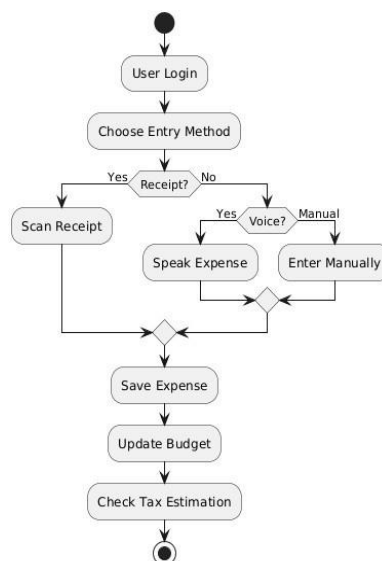 User Login
Choose Entry Method
Yes
Receipt?
No
Scan Receipt
Yes
Voice?
Manual
Speak Expense
Enter Manually
Save Expense
Update Budget
Check Tax Estimation